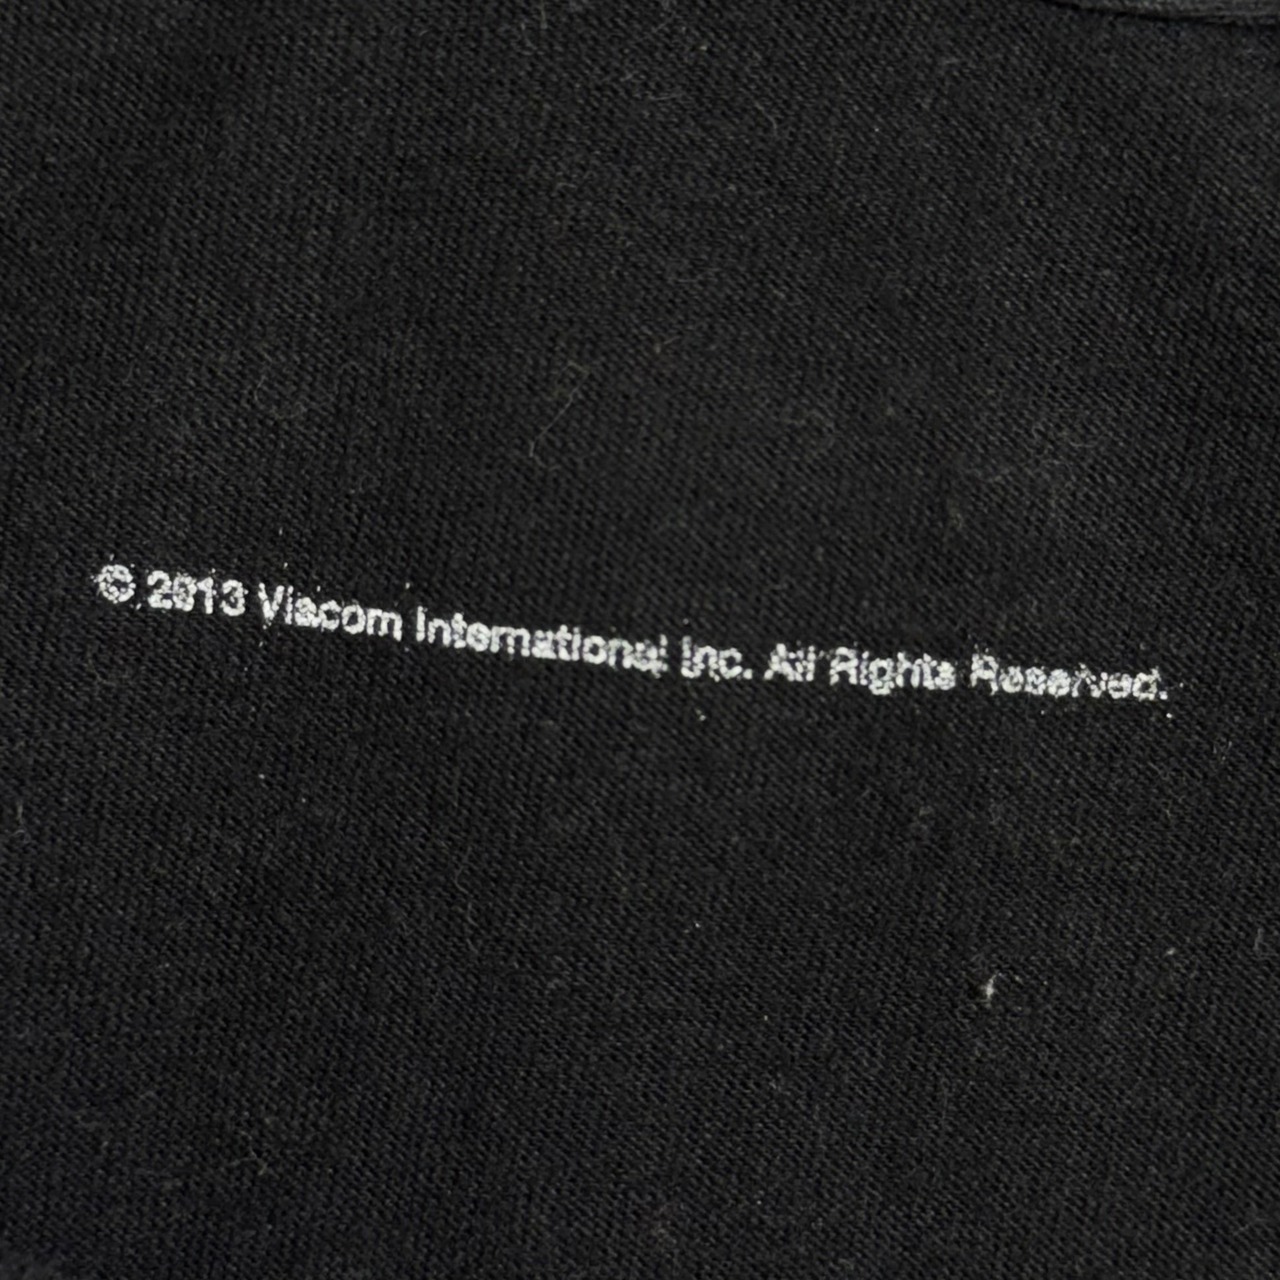 © 2013 Viacom International Inc. All Rights Reserved.